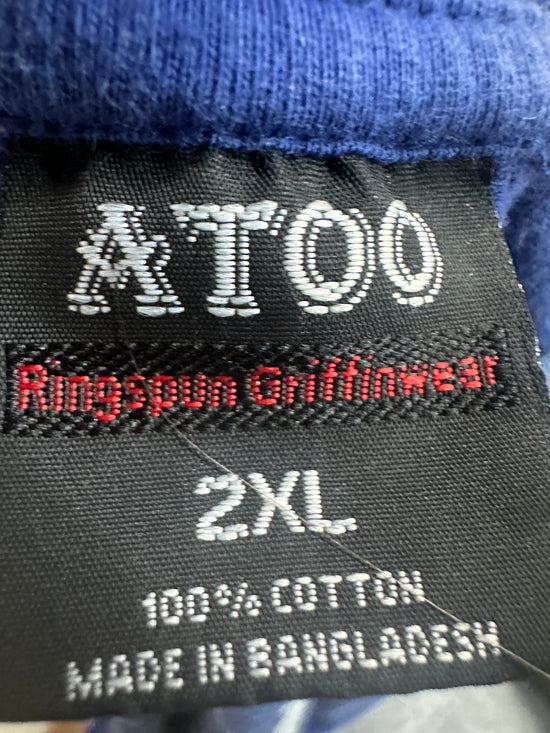 ATOO
Ringspun Griffinwear
2XL
100% COTTON
MADE IN BANGLADESH